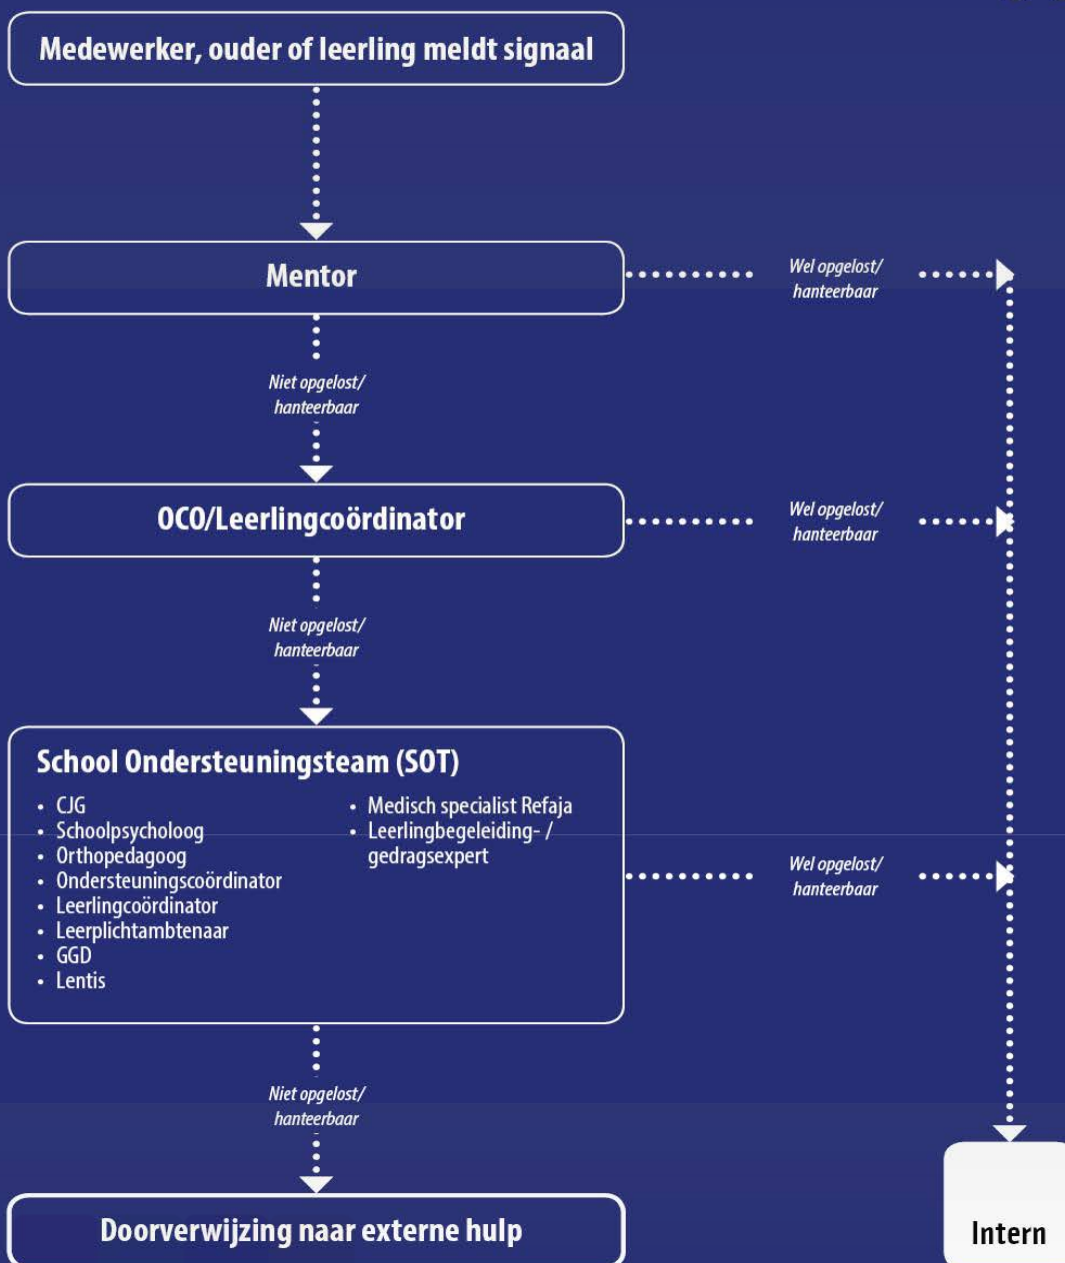 Medewerker, ouder of leerling meldt signaal
Mentor
Wel opgelost/
hanteerbaar
Niet opgelost/
hanteerbaar
OCO/Leerlingcoördinator
Wel opgelost/
hanteerbaar
Niet opgelost/
hanteerbaar
School Ondersteuningsteam (SOT)
• CJG
• Schoolpsycholoog
• Orthopedagoog
• Ondersteuningscoördinator
• Leerlingcoördinator
• Leerplichtambtenaar
• GGD
• Lentis
• Medisch specialist Refaja
• Leerlingbegeleiding- /
gedragsexpert
Wel opgelost/
hanteerbaar
Niet opgelost/
hanteerbaar
Doorverwijzing naar externe hulp
Intern